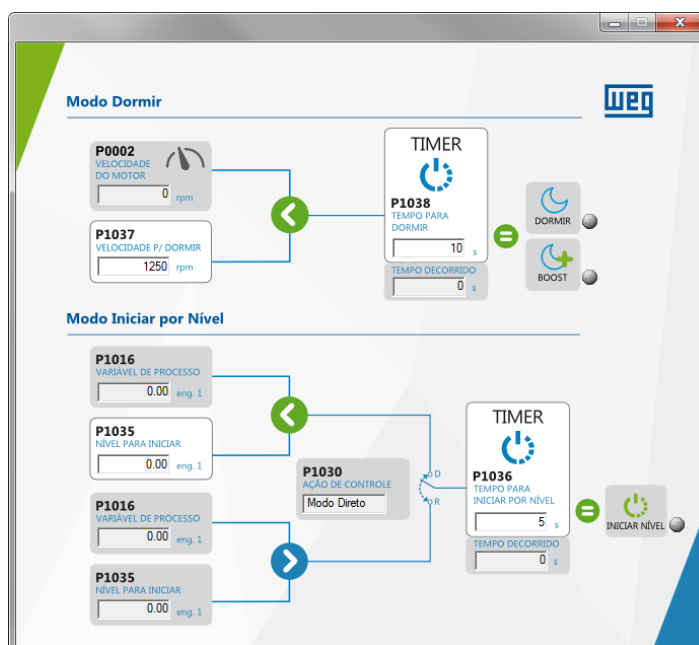 Modo Dormir
WEG
P0002
VELOCIDADE
DO MOTOR
0 rpm
P1037
VELOCIDADE P/ DORMIR
1250 rpm
TIMER
P1038
TEMPO PARA
DORMIR
10 s
TEMPO DECORRIDO
0 s
DORMIR
BOOST
Modo Iniciar por Nível
P1016
VARIÁVEL DE PROCESSO
0.00 eng. 1
P1035
NÍVEL PARA INICIAR
0.00 eng. 1
P1016
VARIÁVEL DE PROCESSO
0.00 eng. 1
P1035
NÍVEL PARA INICIAR
0.00 eng. 1
P1030
AÇÃO DE CONTROLE
Modo Direto
D
R
TIMER
P1036
TEMPO PARA
INICIAR POR NÍVEL
5 s
TEMPO DECORRIDO
0 s
INICIAR NÍVEL